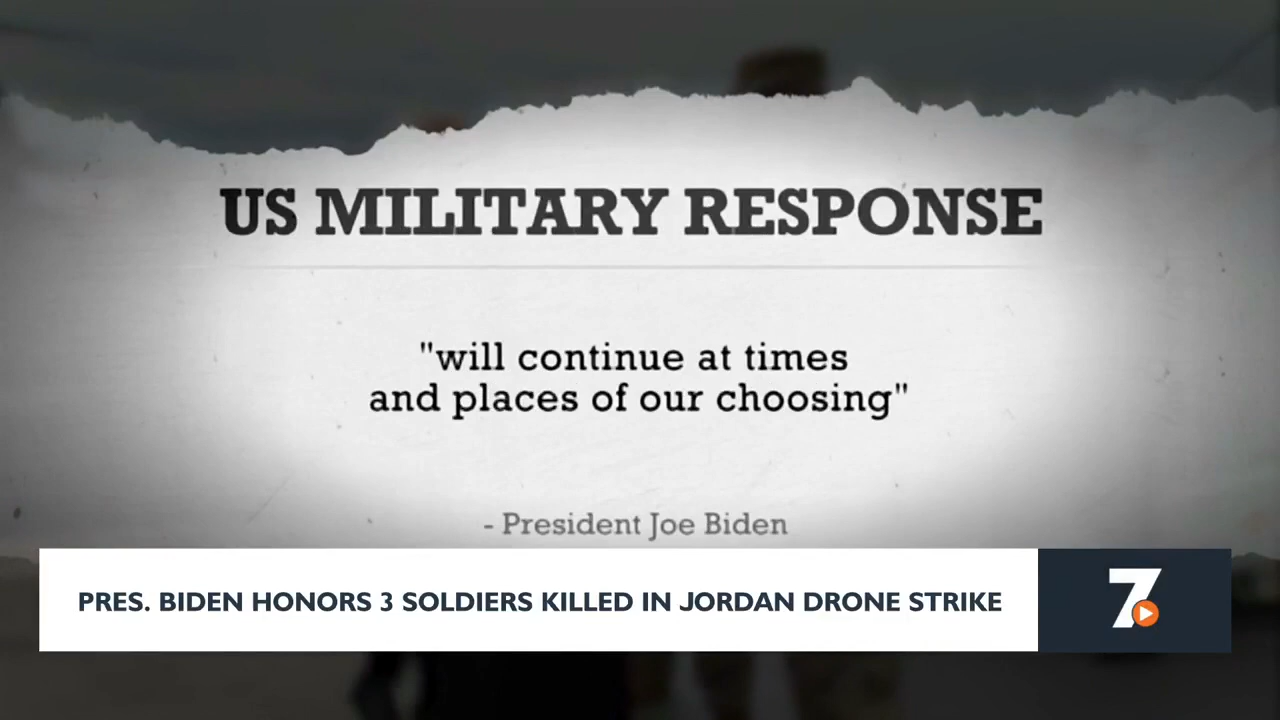 US MILITARY RESPONSE
"will continue at times
and places of our choosing"
- President Joe Biden
PRES. BIDEN HONORS 3 SOLDIERS KILLED IN JORDAN DRONE STRIKE
7